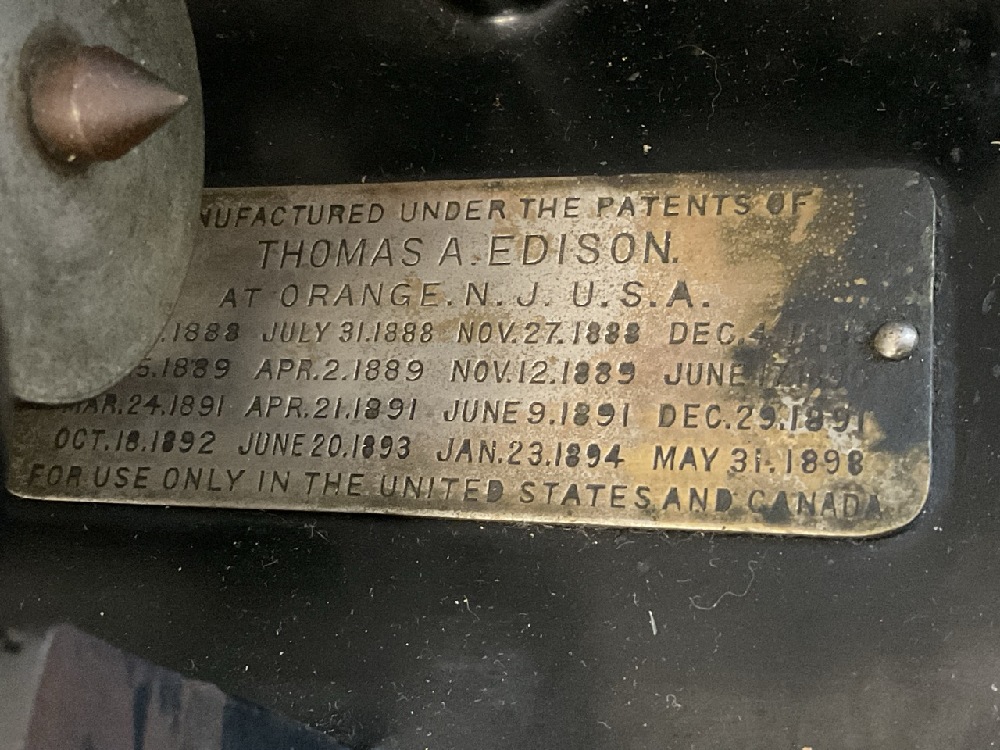 NUFACTURED UNDER THE PATENTS OF
THOMAS A. EDISON.
AT ORANGE. N. J. U. S. A.
.1888 JULY 31.1888 NOV. 27.1888 DEC. 4.
5.1889 APR. 2.1889 NOV. 12.1889 JUNE 17.1890
MAR. 24.1891 APR. 21.1891 JUNE 9.1891 DEC. 29.1891
OCT. 18.1892 JUNE 20.1893 JAN. 23.1894 MAY 31. 1898
FOR USE ONLY IN THE UNITED STATES AND CANADA